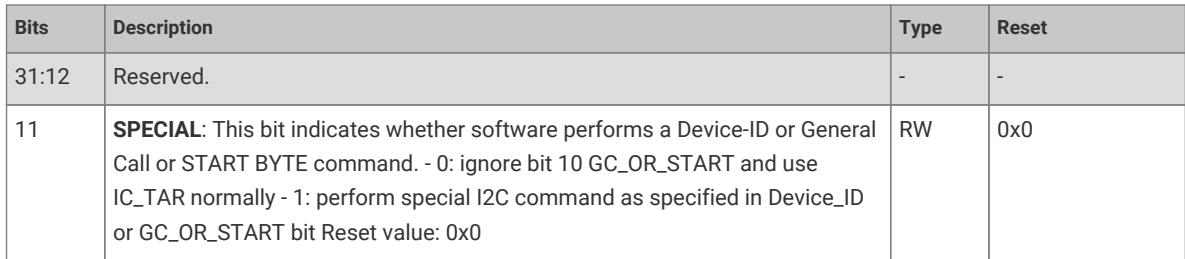 Bits Description Type Reset
31:12 Reserved. - -
11 SPECIAL: This bit indicates whether software performs a Device-ID or General RW 0x0
Call or START BYTE command. - 0: ignore bit 10 GC_OR_START and use
IC_TAR normally - 1: perform special I2C command as specified in Device_ID
or GC_OR_START bit Reset value: 0x0